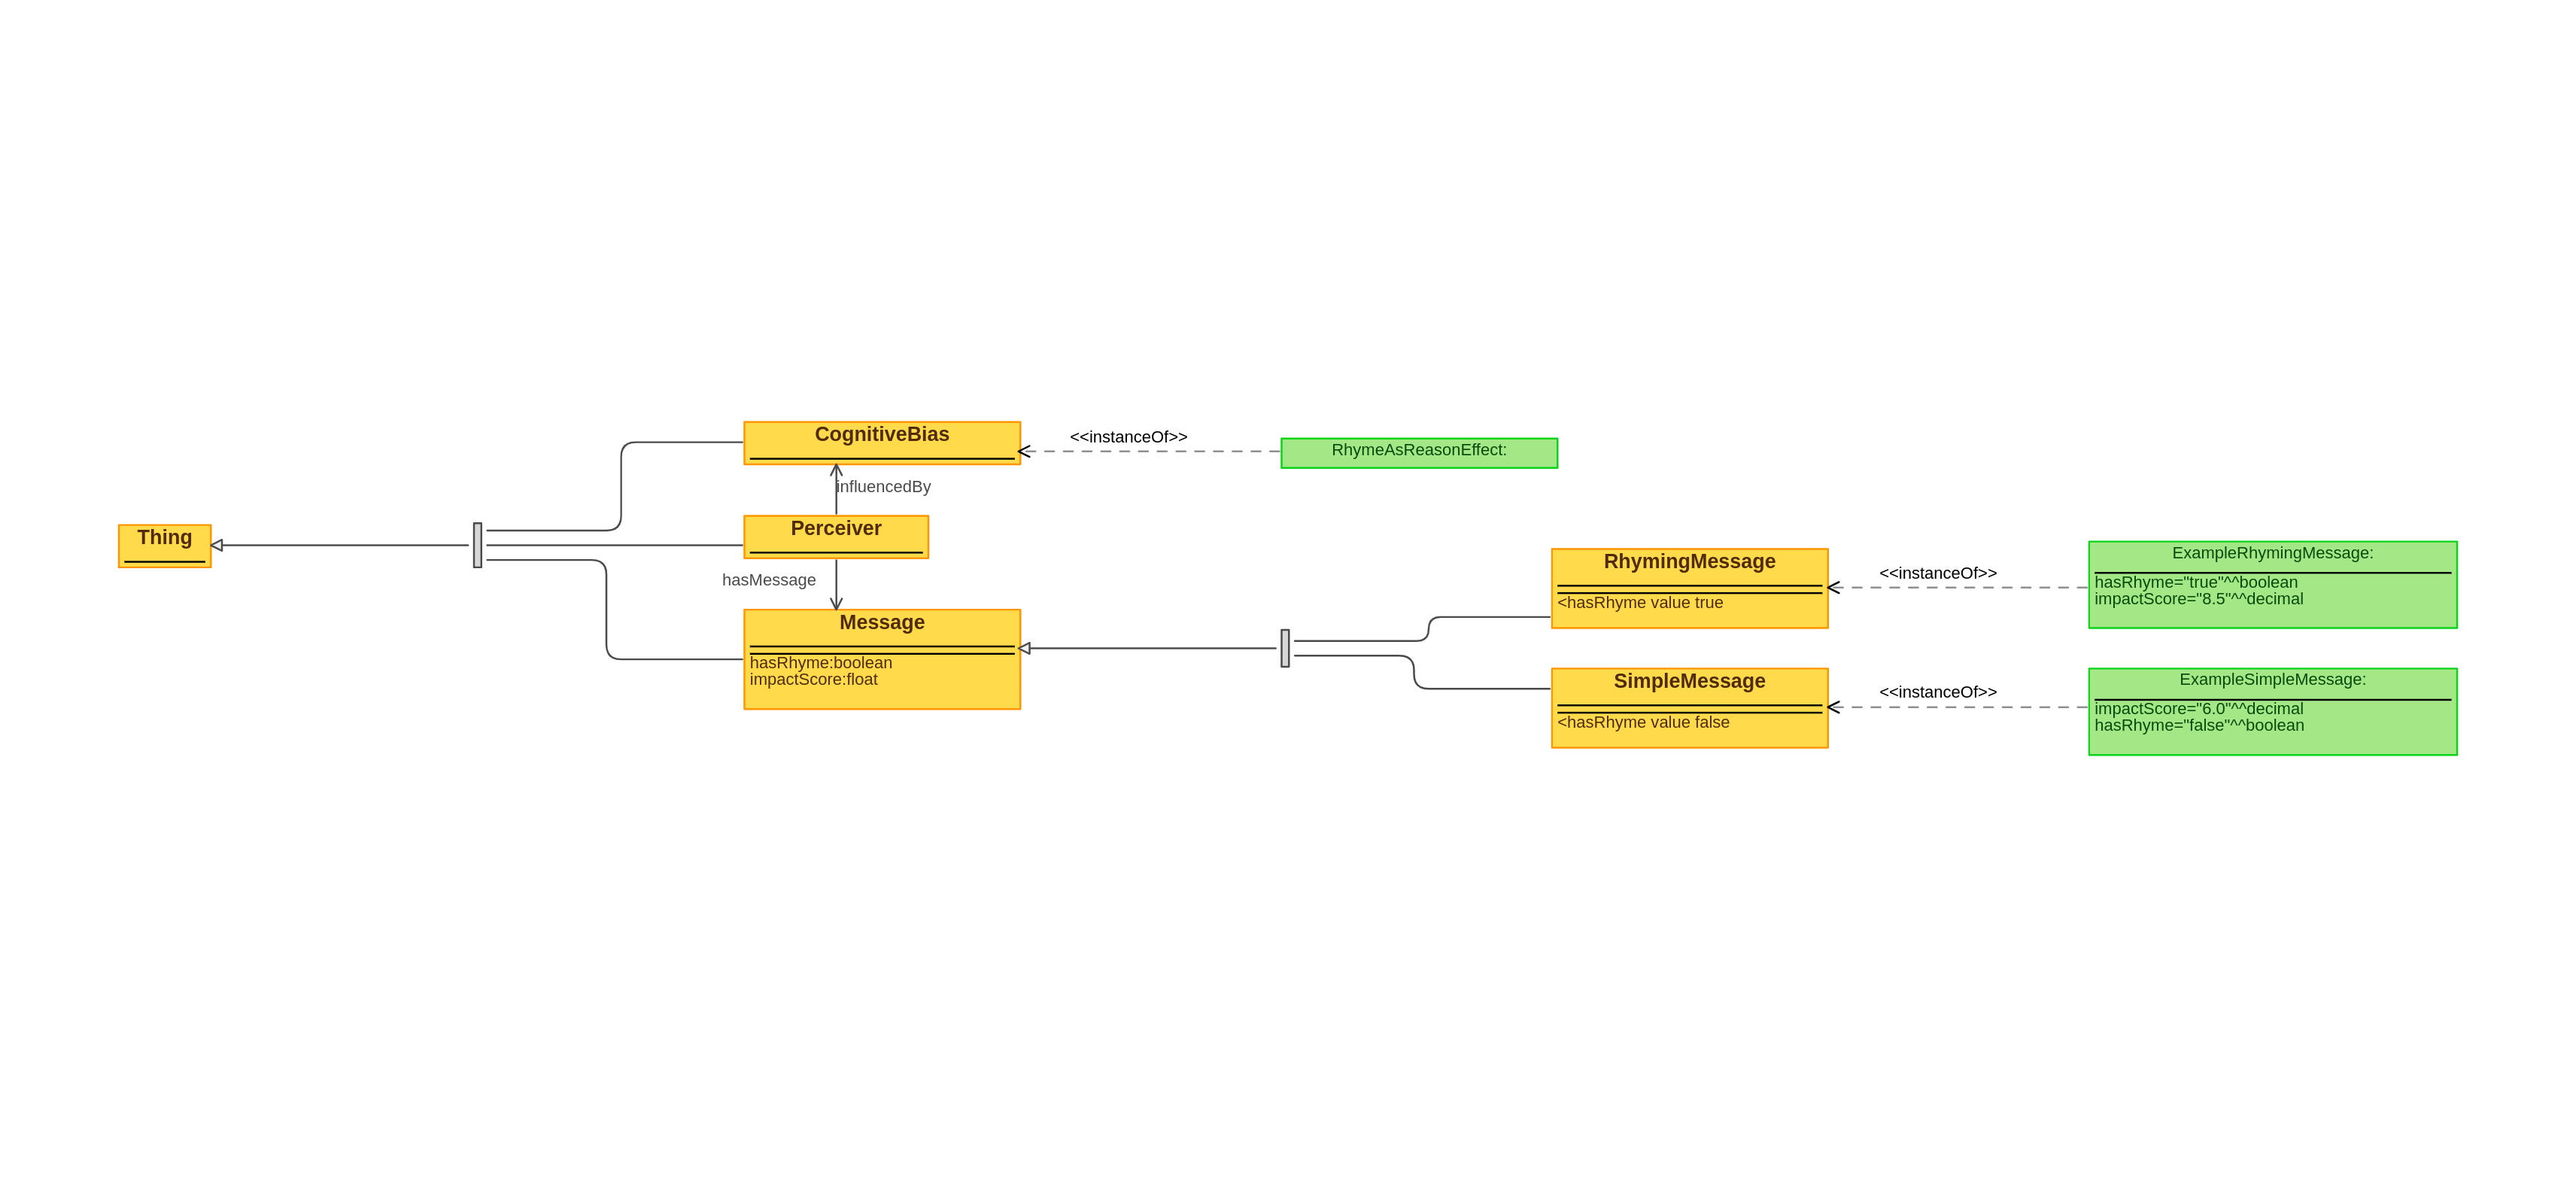 CognitiveBias
<<instanceOf>>
RhymeAsReasonEffect:
influencedBy
Thing
Perceiver
hasMessage
Message
hasRhyme:boolean
impactScore:float
RhymingMessage
<hasRhyme value true
<<instanceOf>>
ExampleRhymingMessage:
hasRhyme="true"^^boolean
impactScore="8.5"^^decimal
SimpleMessage
<hasRhyme value false
<<instanceOf>>
ExampleSimpleMessage:
impactScore="6.0"^^decimal
hasRhyme="false"^^boolean